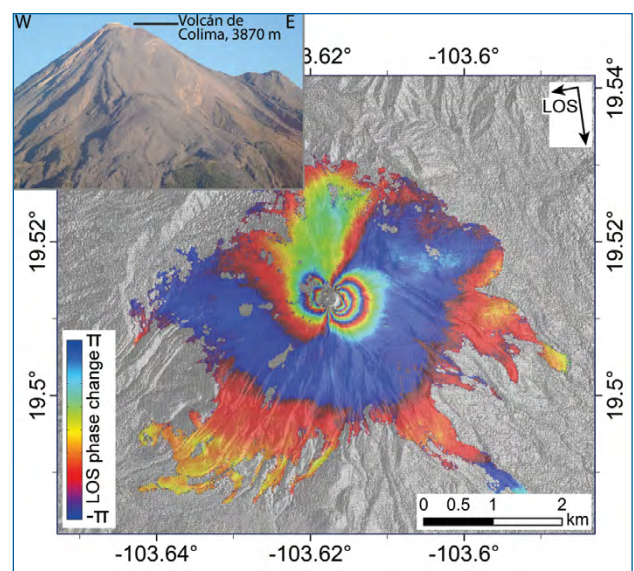 W
Volcán de
Colima, 3870 m
E
-103.62°
-103.6°
LOS
19.54°
19.52°
19.52°
19.5°
19.5°
π
LOS phase change
-π
0 0.5 1 2
km
-103.64°
-103.62°
-103.6°